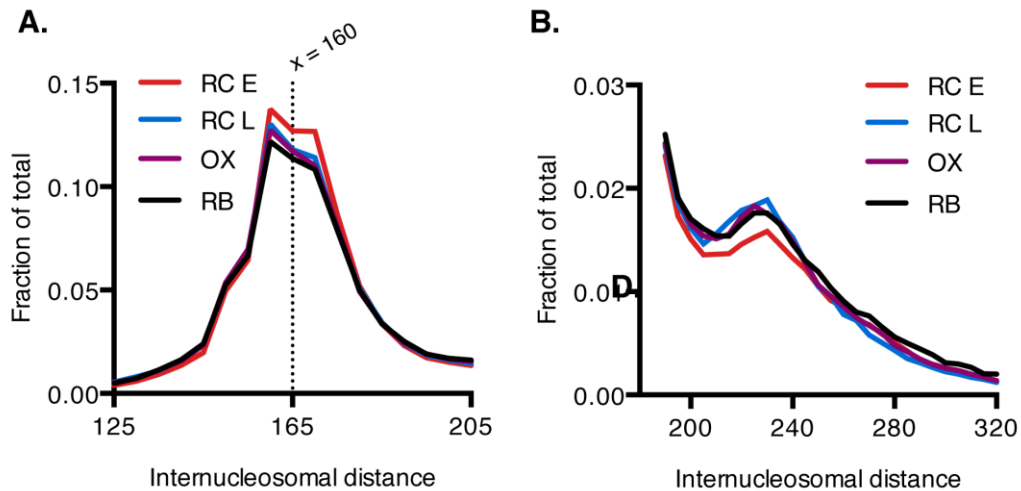 A.
x = 160
0.15
0.10
0.05
0.00
RC E
RC L
OX
RB
Fraction of total
125
165
205
Internucleosomal distance
B.
0.03
0.02
0.01
0.00
D
RC E
RC L
OX
RB
Fraction of total
200
240
280
320
Internucleosomal distance